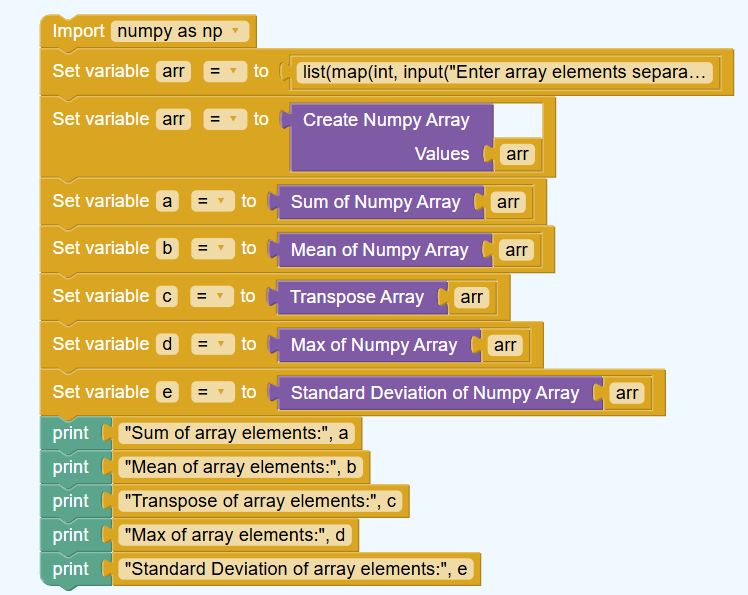 Import numpy as np
Set variable arr = to list(map(int, input("Enter array elements separa...
Set variable arr = to Create Numpy Array
Values arr
Set variable a = to Sum of Numpy Array arr
Set variable b = to Mean of Numpy Array arr
Set variable c = to Transpose Array arr
Set variable d = to Max of Numpy Array arr
Set variable e = to Standard Deviation of Numpy Array arr
print "Sum of array elements:", a
print "Mean of array elements:", b
print "Transpose of array elements:", c
print "Max of array elements:", d
print "Standard Deviation of array elements:", e